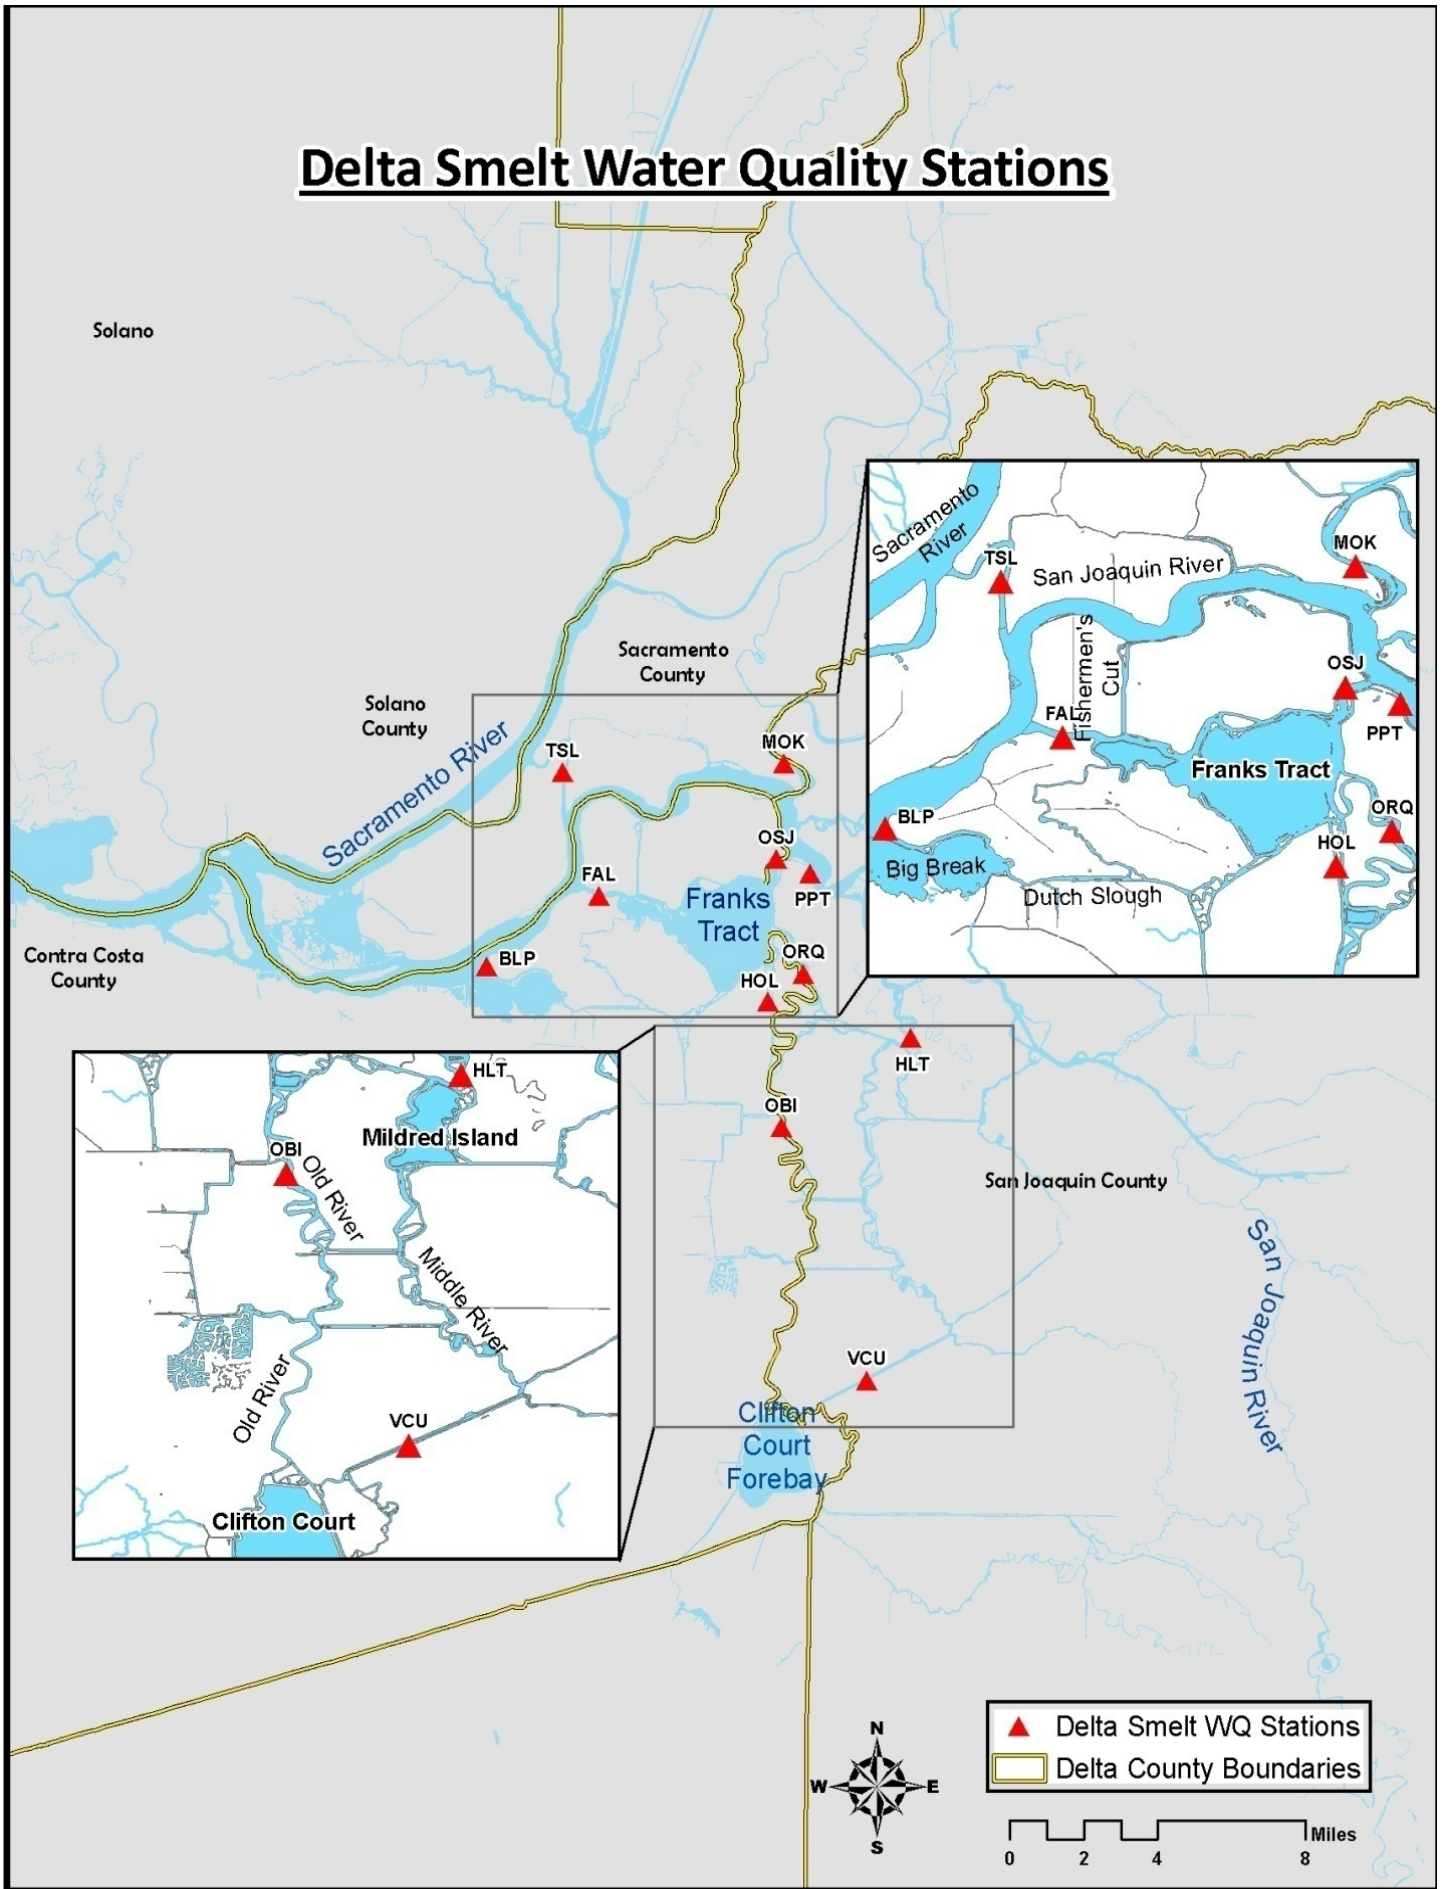 Delta Smelt Water Quality Stations
Solano
Sacramento
County
Solano
County
Sacramento River
TSL
MOK
OSJ
FAL
PPT
Franks
Tract
BLP
ORQ
HOL
Contra Costa
County
HLT
OBI
San Joaquin County
San Joaquin River
VCU
Clifton
Court
Forebay
Sacramento
River
TSL
San Joaquin River
MOK
Fishermen's
Cut
OSJ
FAL
PPT
Franks Tract
BLP
ORQ
HOL
Big Break
Dutch Slough
HLT
Mildred Island
OBI
Old River
Middle River
Old River
VCU
Clifton Court
N
W
E
S
Delta Smelt WQ Stations
Delta County Boundaries
Miles
0 2 4 8